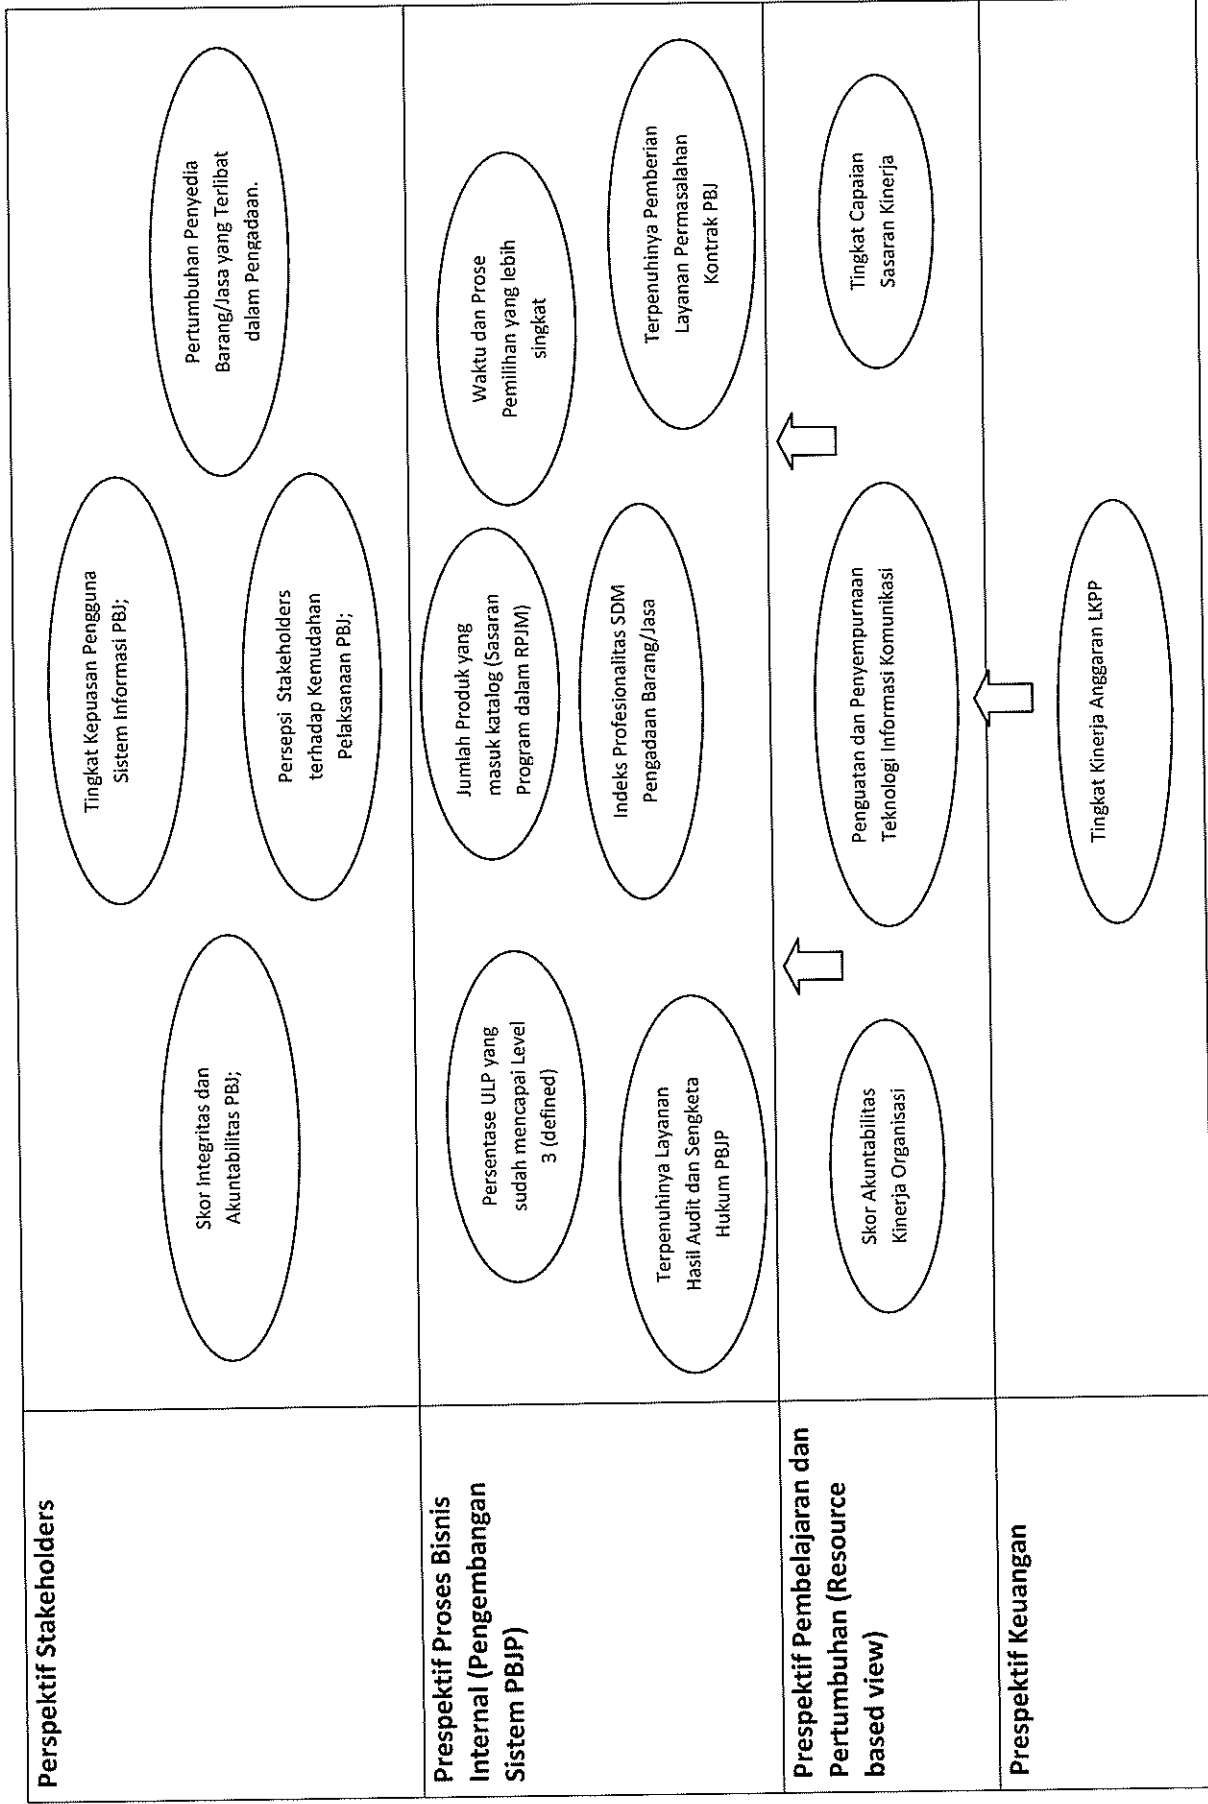 Perspektif Stakeholders
Skor Integritas dan
Akuntabilitas PBJ;
Tingkat Kepuasan Pengguna
Sistem Informasi PBJ;
Persepsi Stakeholders
terhadap Kemudahan
Pelaksanaan PBJ;
Pertumbuhan Penyedia
Barang/Jasa yang Terlibat
dalam Pengadaan.
Prespektif Proses Bisnis
Internal (Pengembangan
Sistem PBJP)
Persentase ULP yang
sudah mencapai Level
3 (defined)
Terpenuhinya Layanan
Hasil Audit dan Sengketa
Hukum PBJP
Jumlah Produk yang
masuk katalog (Sasaran
Program dalam RPJM)
Indeks Profesionalitas SDM
Pengadaan Barang/Jasa
Waktu dan Prose
Pemilihan yang lebih
singkat
Terpenuhinya Pemberian
Layanan Permasalahan
Kontrak PBJ
Prespektif Pembelajaran dan
Pertumbuhan (Resource
based view)
Skor Akuntabilitas
Kinerja Organisasi
Penguatan dan Penyempurnaan
Teknologi Informasi Komunikasi
Tingkat Capaian
Sasaran Kinerja
Prespektif Keuangan
Tingkat Kinerja Anggaran LKPP